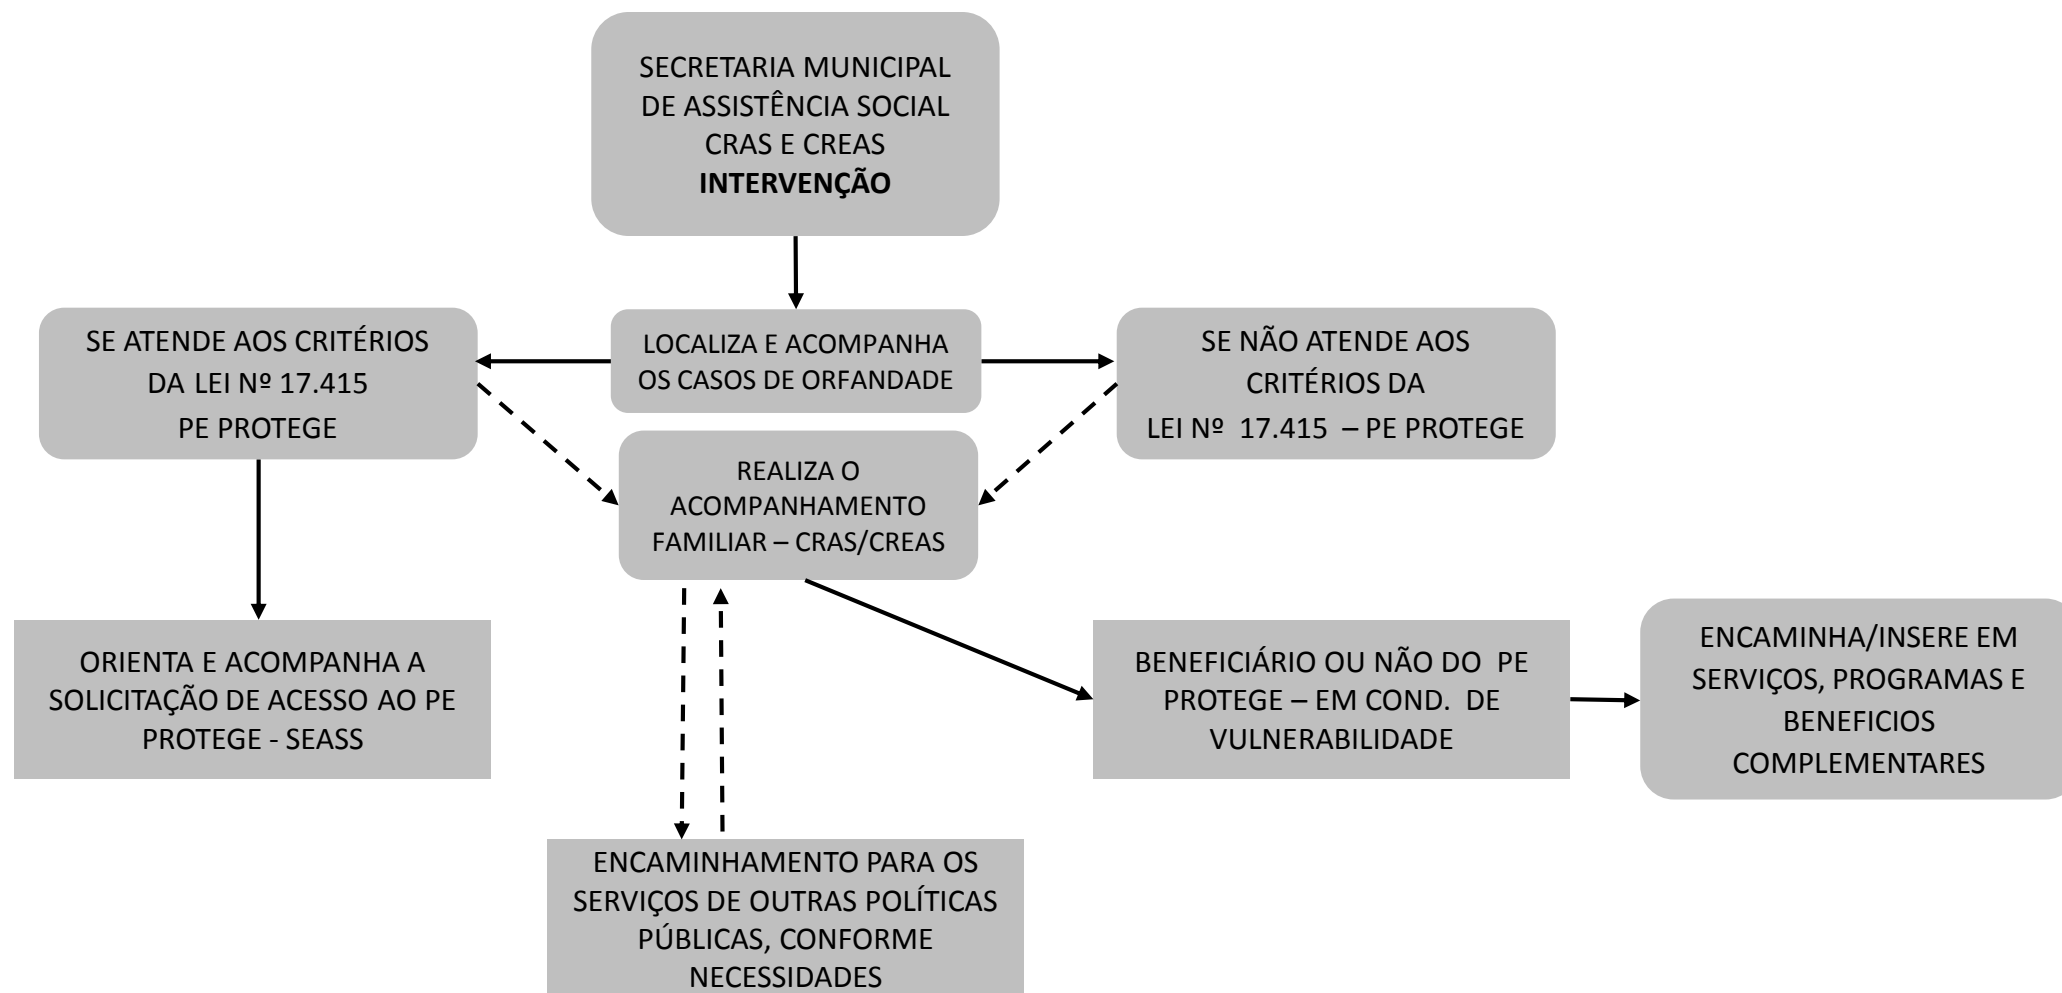 SECRETARIA MUNICIPAL
DE ASSISTÊNCIA SOCIAL
CRAS E CREAS
INTERVENÇÃO
SE ATENDE AOS CRITÉRIOS
DA LEI Nº 17.415
PE PROTEGE
LOCALIZA E ACOMPANHA
OS CASOS DE ORFANDADE
SE NÃO ATENDE AOS
CRITÉRIOS DA
LEI Nº 17.415 – PE PROTEGE
REALIZA O
ACOMPANHAMENTO
FAMILIAR – CRAS/CREAS
ORIENTA E ACOMPANHA A
SOLICITAÇÃO DE ACESSO AO PE
PROTEGE - SEASS
BENEFICIÁRIO OU NÃO DO PE
PROTEGE – EM COND. DE
VULNERABILIDADE
ENCAMINHA/INSERE EM
SERVIÇOS, PROGRAMAS E
BENEFICIOS
COMPLEMENTARES
ENCAMINHAMENTO PARA OS
SERVIÇOS DE OUTRAS POLÍTICAS
PÚBLICAS, CONFORME
NECESSIDADES